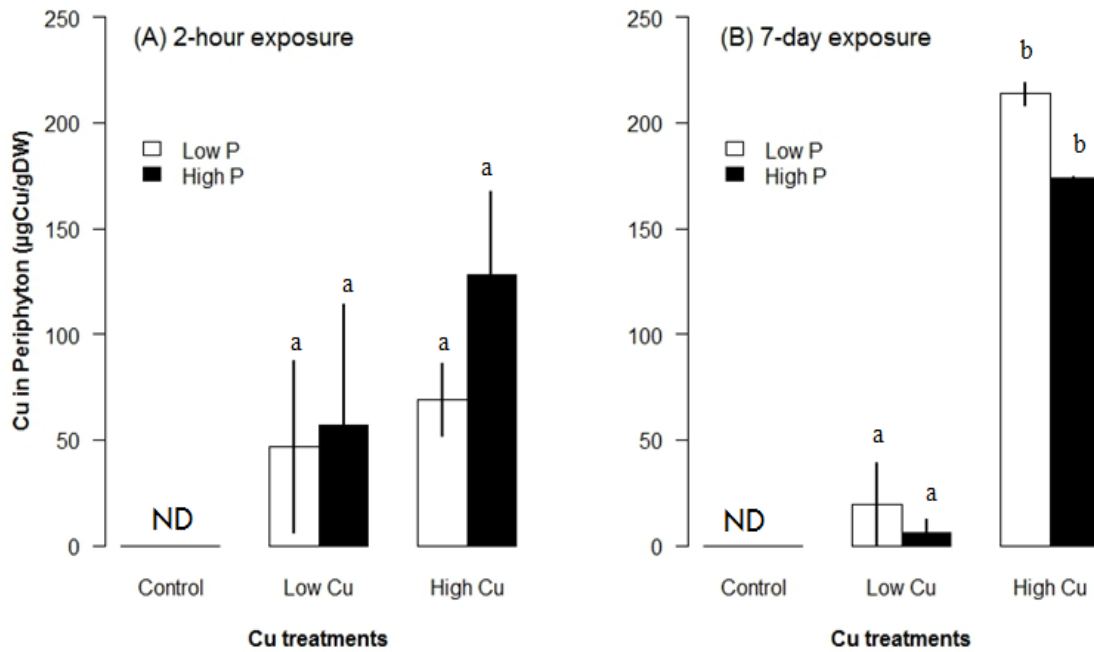 (A) 2-hour exposure
Cu in Periphyton (µgCu/gDW)
250
200
150
100
50
0
Low P
High P
ND
a
a
a
a
Control
Low Cu
High Cu
Cu treatments
(B) 7-day exposure
250
200
150
100
50
0
Low P
High P
ND
a
a
b
b
Control
Low Cu
High Cu
Cu treatments